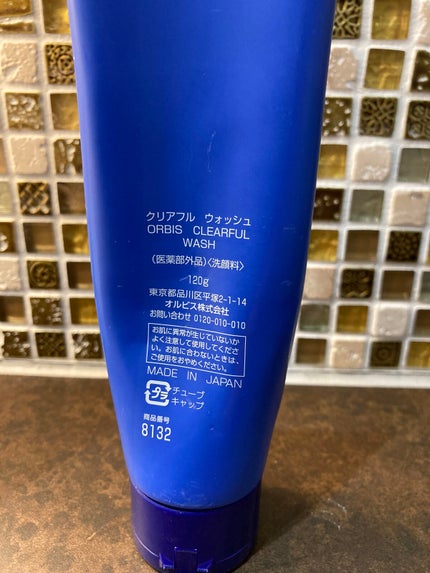 クリアフル ウォッシュ
ORBIS CLEARFUL
WASH
(医薬部外品)〈洗顔料〉
120g
東京都品川区平塚2-1-14
オルビス株式会社
お問い合わせ 0120-010-010
お肌に異常が生じていないか
よく注意して使用してくださ
い。お肌に合わないときは、
ご使用をおやめください。
MADE IN JAPAN
プラ
チューブ
キャップ
商品番号
8132